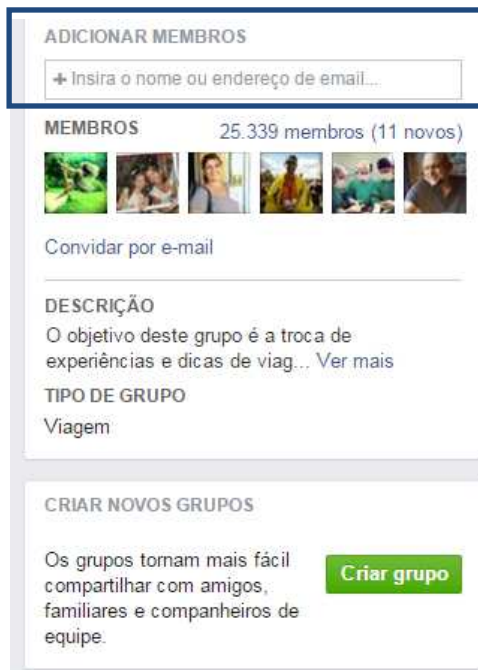 ADICIONAR MEMBROS
+ Insira o nome ou endereço de email...
MEMBROS 25.339 membros (11 novos)
Convidar por e-mail
DESCRIÇÃO
O objetivo deste grupo é a troca de
experiências e dicas de viag... Ver mais
TIPO DE GRUPO
Viagem
CRIAR NOVOS GRUPOS
Os grupos tornam mais fácil
compartilhar com amigos,
familiares e companheiros de
equipe.
Criar grupo